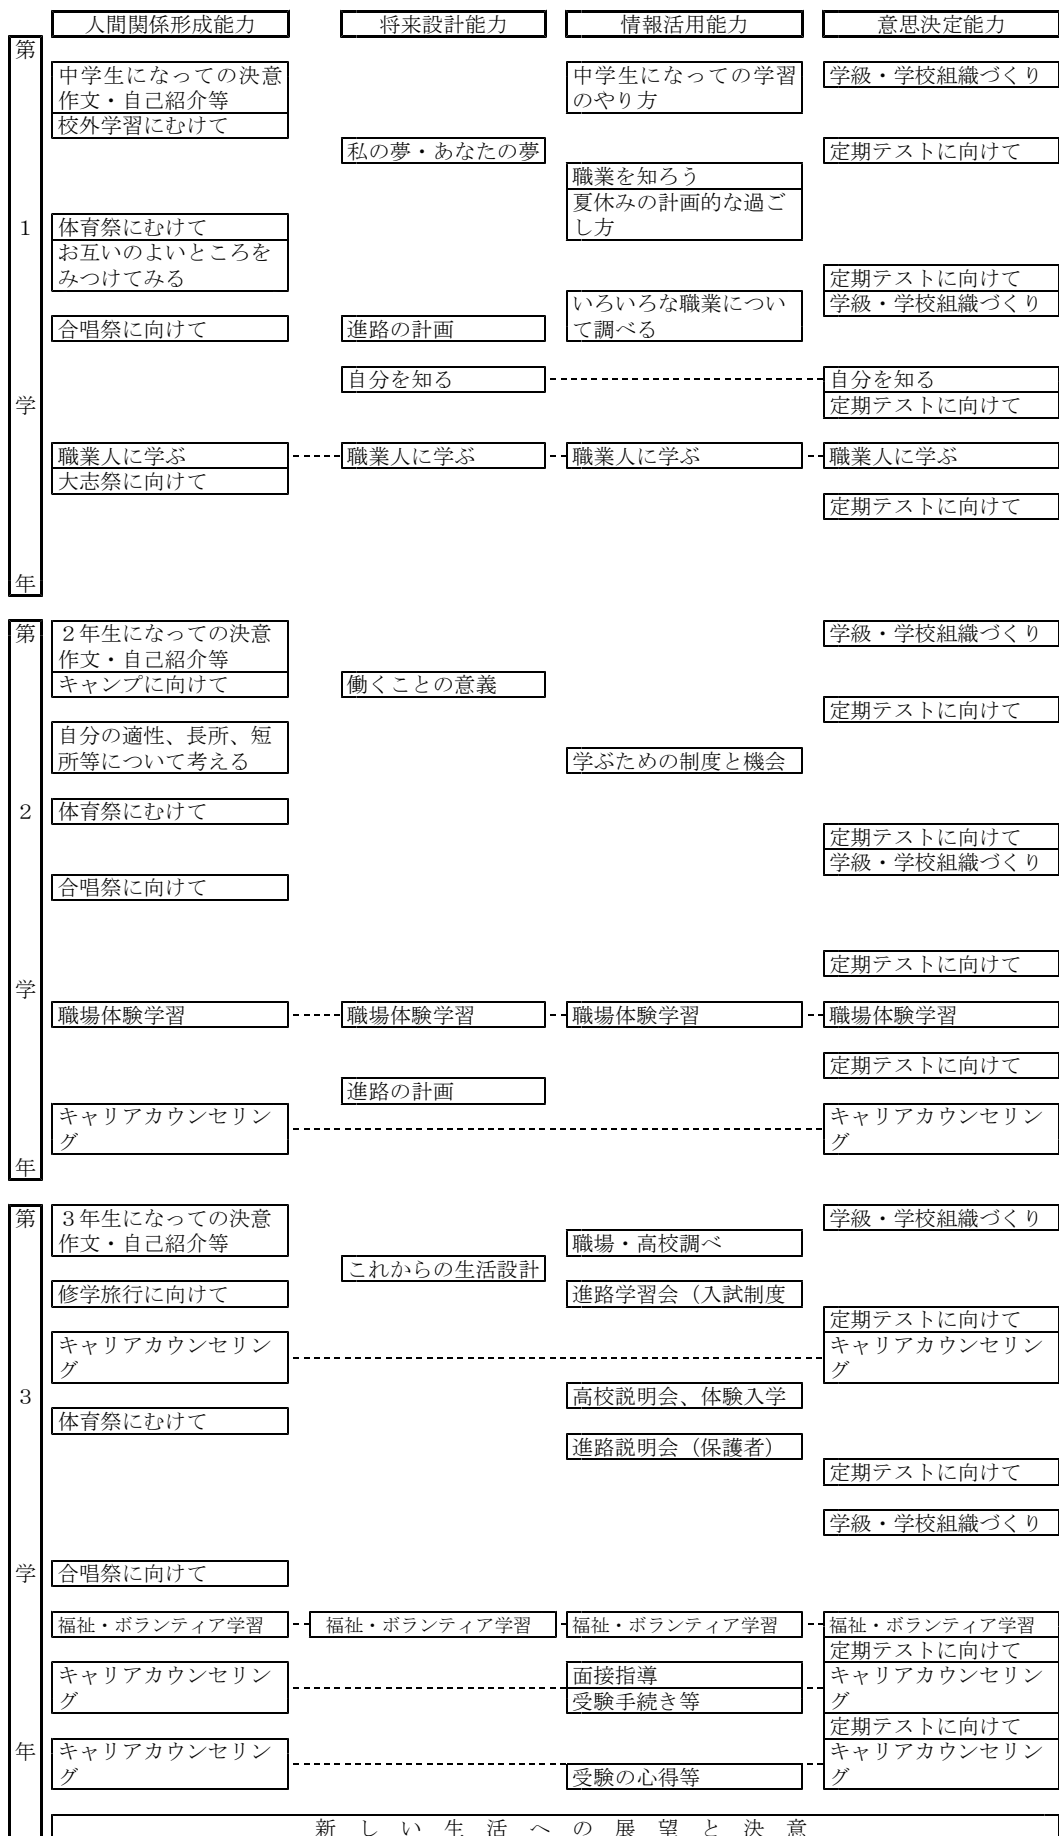 人間関係形成能力 将来設計能力 情報活用能力 意思決定能力
第
中学生になっての決意 中学生になっての学習 学級・学校組織づくり
作文・自己紹介等 のやり方
校外学習にむけて
私の夢・あなたの夢 定期テストに向けて
職業を知ろう
夏休みの計画的な過ご
1 体育祭にむけて し方
お互いのよいところを
みつけてみる 定期テストに向けて
いろいろな職業につい 学級・学校組織づくり
合唱祭に向けて 進路の計画 て調べる
自分を知る 自分を知る
学 定期テストに向けて
職業人に学ぶ 職業人に学ぶ 職業人に学ぶ 職業人に学ぶ
大志祭に向けて
定期テストに向けて
年
第 2年生になっての決意 学級・学校組織づくり
作文・自己紹介等
キャンプに向けて 働くことの意義
定期テストに向けて
自分の適性、長所、短
所等について考える 学ぶための制度と機会
2 体育祭にむけて
定期テストに向けて
学級・学校組織づくり
合唱祭に向けて
定期テストに向けて
学
職場体験学習 職場体験学習 職場体験学習 職場体験学習
定期テストに向けて
進路の計画
キャリアカウンセリン キャリアカウンセリン
グ グ
年
第 3年生になっての決意 学級・学校組織づくり
作文・自己紹介等 職場・高校調べ
これからの生活設計
修学旅行に向けて 進路学習会（入試制度
定期テストに向けて
キャリアカウンセリン キャリアカウンセリン
グ グ
3 高校説明会、体験入学
体育祭にむけて
進路説明会（保護者）
定期テストに向けて
学級・学校組織づくり
学 合唱祭に向けて
福祉・ボランティア学習 福祉・ボランティア学習 福祉・ボランティア学習 福祉・ボランティア学習
定期テストに向けて
キャリアカウンセリン 面接指導 キャリアカウンセリン
グ 受験手続き等 グ
定期テストに向けて
年 キャリアカウンセリン キャリアカウンセリン
グ 受験の心得等 グ
新しい生活への展望と決意